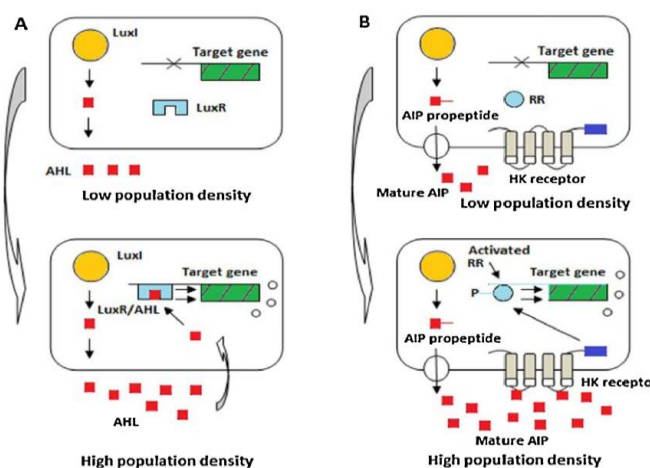 A
LuxI
Target gene
LuxR
AHL
Low population density
LuxI
Target gene
LuxR/AHL
AHL
High population density
B
Target gene
RR
AIP propeptide
HK receptor
Mature AIP
Low population density
Activated
RR
Target gene
P
AIP propeptide
HK recepto
Mature AIP
High population density